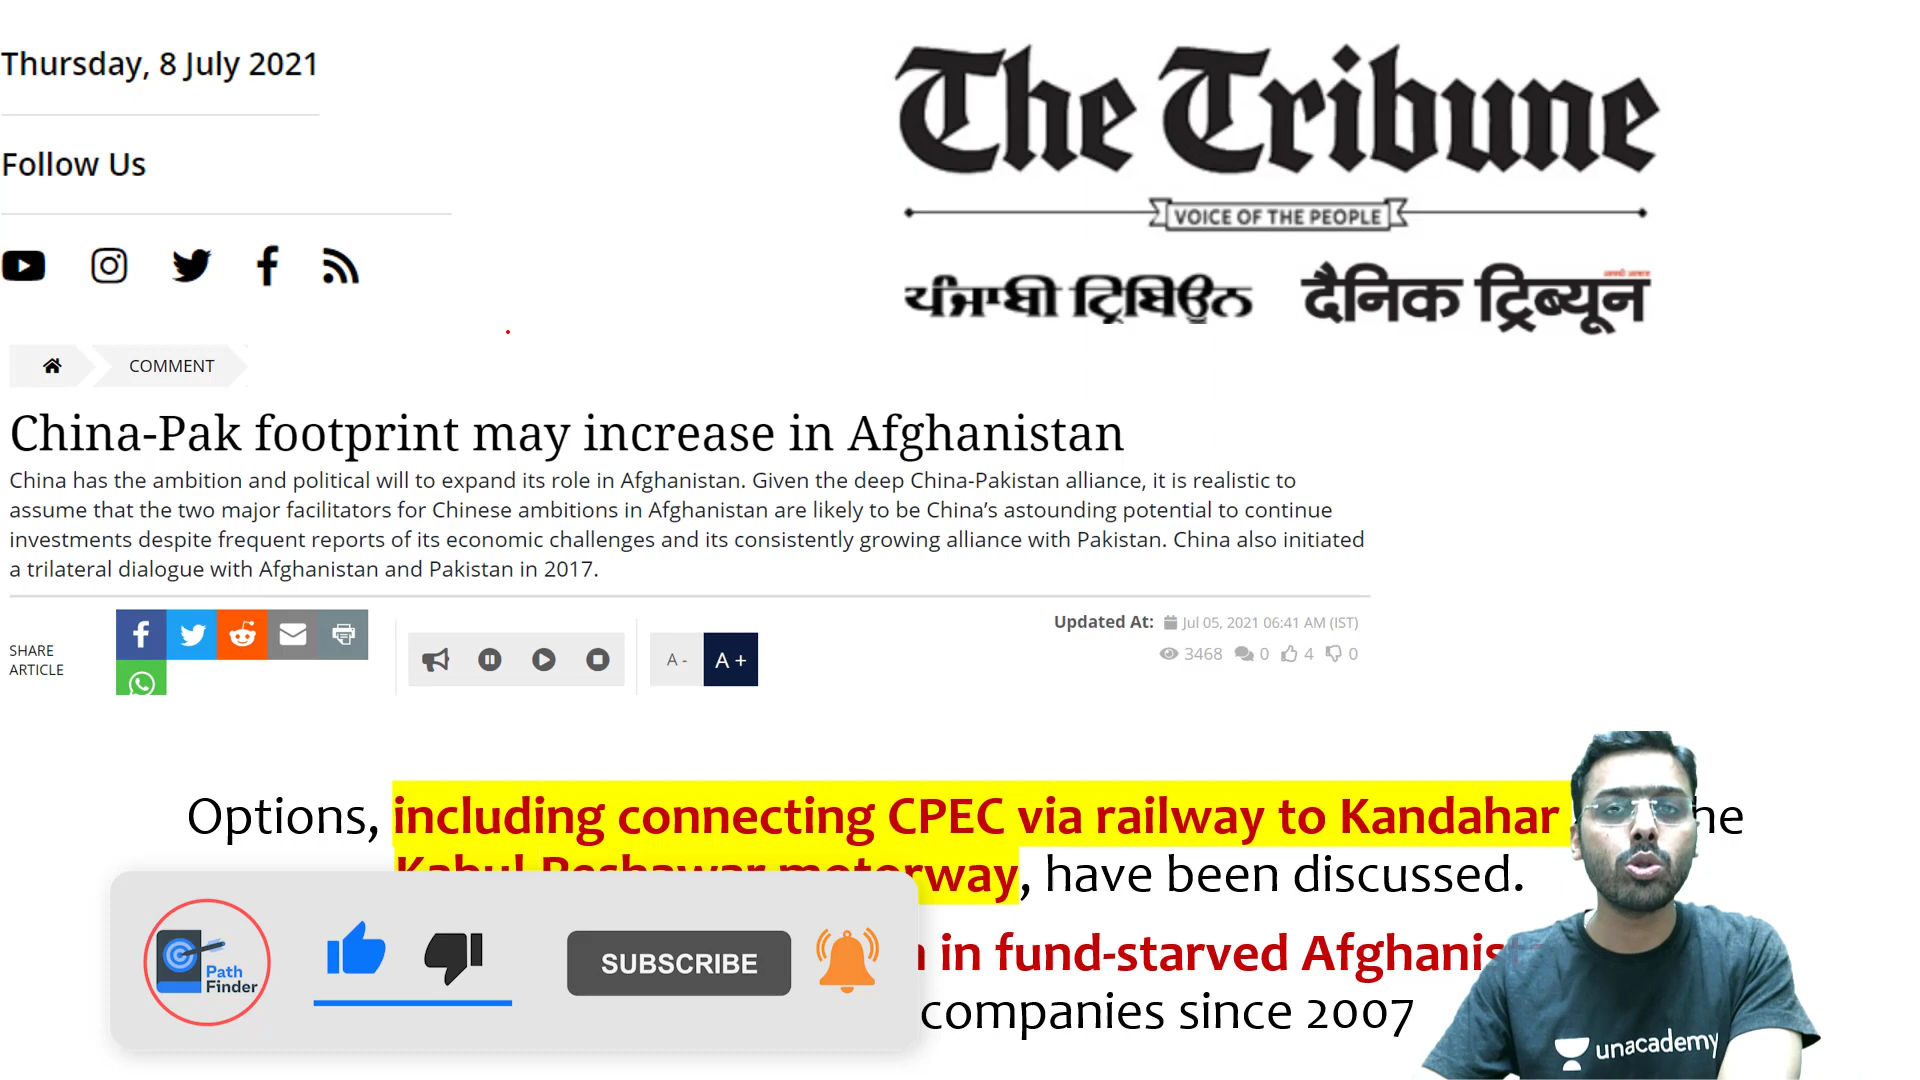 Thursday, 8 July 2021
Follow Us
The Tribune
VOICE OF THE PEOPLE
ਪੰਜਾਬੀ ਟ੍ਰਿਬਿਊਨ दैनिक ट्रिब्यून
COMMENT
China-Pak footprint may increase in Afghanistan
China has the ambition and political will to expand its role in Afghanistan. Given the deep China-Pakistan alliance, it is realistic to
assume that the two major facilitators for Chinese ambitions in Afghanistan are likely to be China’s astounding potential to continue
investments despite frequent reports of its economic challenges and its consistently growing alliance with Pakistan. China also initiated
a trilateral dialogue with Afghanistan and Pakistan in 2017.
SHARE
ARTICLE
A - A +
Updated At: Jul 05, 2021 06:41 AM (IST)
3468 0 4 0
Options, including connecting CPEC via railway to Kandahar
Kabul Peshawar motorway, have been discussed.
in fund-starved
companies since 2007
Path
Finder
SUBSCRIBE
unacademy